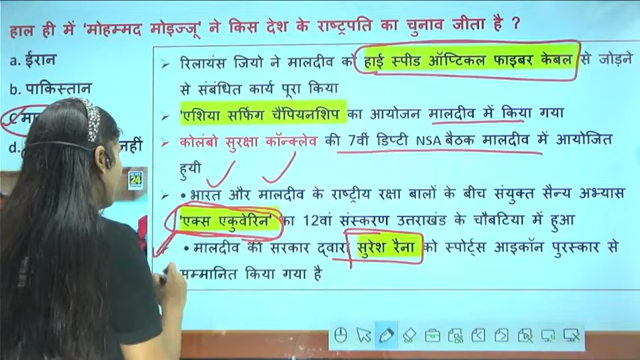 हाल ही में 'मोहम्मद मोइज्जू' ने किस देश के राष्ट्रपति का चुनाव जीता है ?
a. ईरान
b. पाकिस्तान
c
d
नहीं
➢ रिलायंस जियो ने मालदीव को हाई स्पीड ऑप्टिकल फाइबर केबल से जोड़ने
से संबंधित कार्य पूरा किया
➢ 'एशिया सर्फिंग चैंपियनशिप का आयोजन मालदीव में किया गया
➢ कोलंबो सुरक्षा कॉन्क्लेव की 7वीं डिप्टी NSA बैठक मालदीव में आयोजित
हुयी
➢ • भारत और मालदीव के राष्ट्रीय रक्षा बालों के बीच संयुक्त सैन्य अभ्यास
'एक्स एकुवेरिन' का 12वां संस्करण उत्तराखंड के चौबटिया में हुआ
• मालदीव की सरकार द्वारा सुरेश रैना को स्पोर्ट्स आइकॉन पुरस्कार से
सम्मानित किया गया है
24